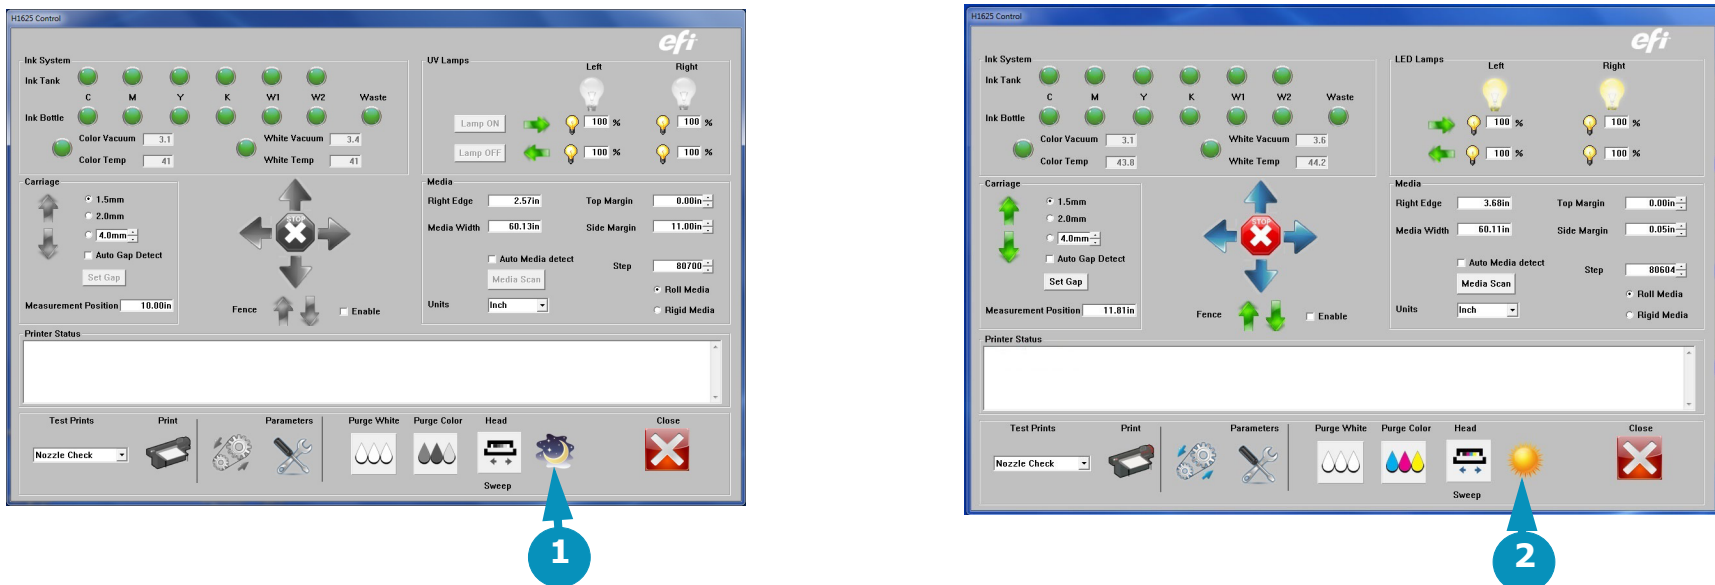 H1625 Control
efi
Ink System
Ink Tank
C M Y K W1 W2 Waste
Ink Bottle
Color Vacuum 3.1 White Vacuum 3.4
Color Temp 41 White Temp 41
UV Lamps
Left Right
Lamp ON 100 % 100 %
Lamp OFF 100 % 100 %
Carriage
1.5mm
2.0mm
4.0mm
Auto Gap Detect
Set Gap
Measurement Position 10.00in
STOP
Fence Enable
Media
Right Edge 2.57in Top Margin 0.00in
Media Width 60.13in Side Margin 11.00in
Auto Media detect
Step 80700
Media Scan
Roll Media
Units Inch
Rigid Media
Printer Status
Test Prints Print Parameters Purge White Purge Color Head Close
Nozzle Check
Sweep
1
H1625 Control
efi
Ink System
Ink Tank
C M Y K W1 W2 Waste
Ink Bottle
Color Vacuum 3.1 White Vacuum 3.6
Color Temp 43.8 White Temp 44.2
LED Lamps
Left Right
100 % 100 %
100 % 100 %
Carriage
1.5mm
2.0mm
4.0mm
Auto Gap Detect
Set Gap
Measurement Position 11.81in
STOP
Fence Enable
Media
Right Edge 3.68in Top Margin 0.00in
Media Width 60.11in Side Margin 0.05in
Auto Media detect
Step 80604
Media Scan
Roll Media
Units Inch
Rigid Media
Printer Status
Test Prints Print Parameters Purge White Purge Color Head Close
Nozzle Check
Sweep
2